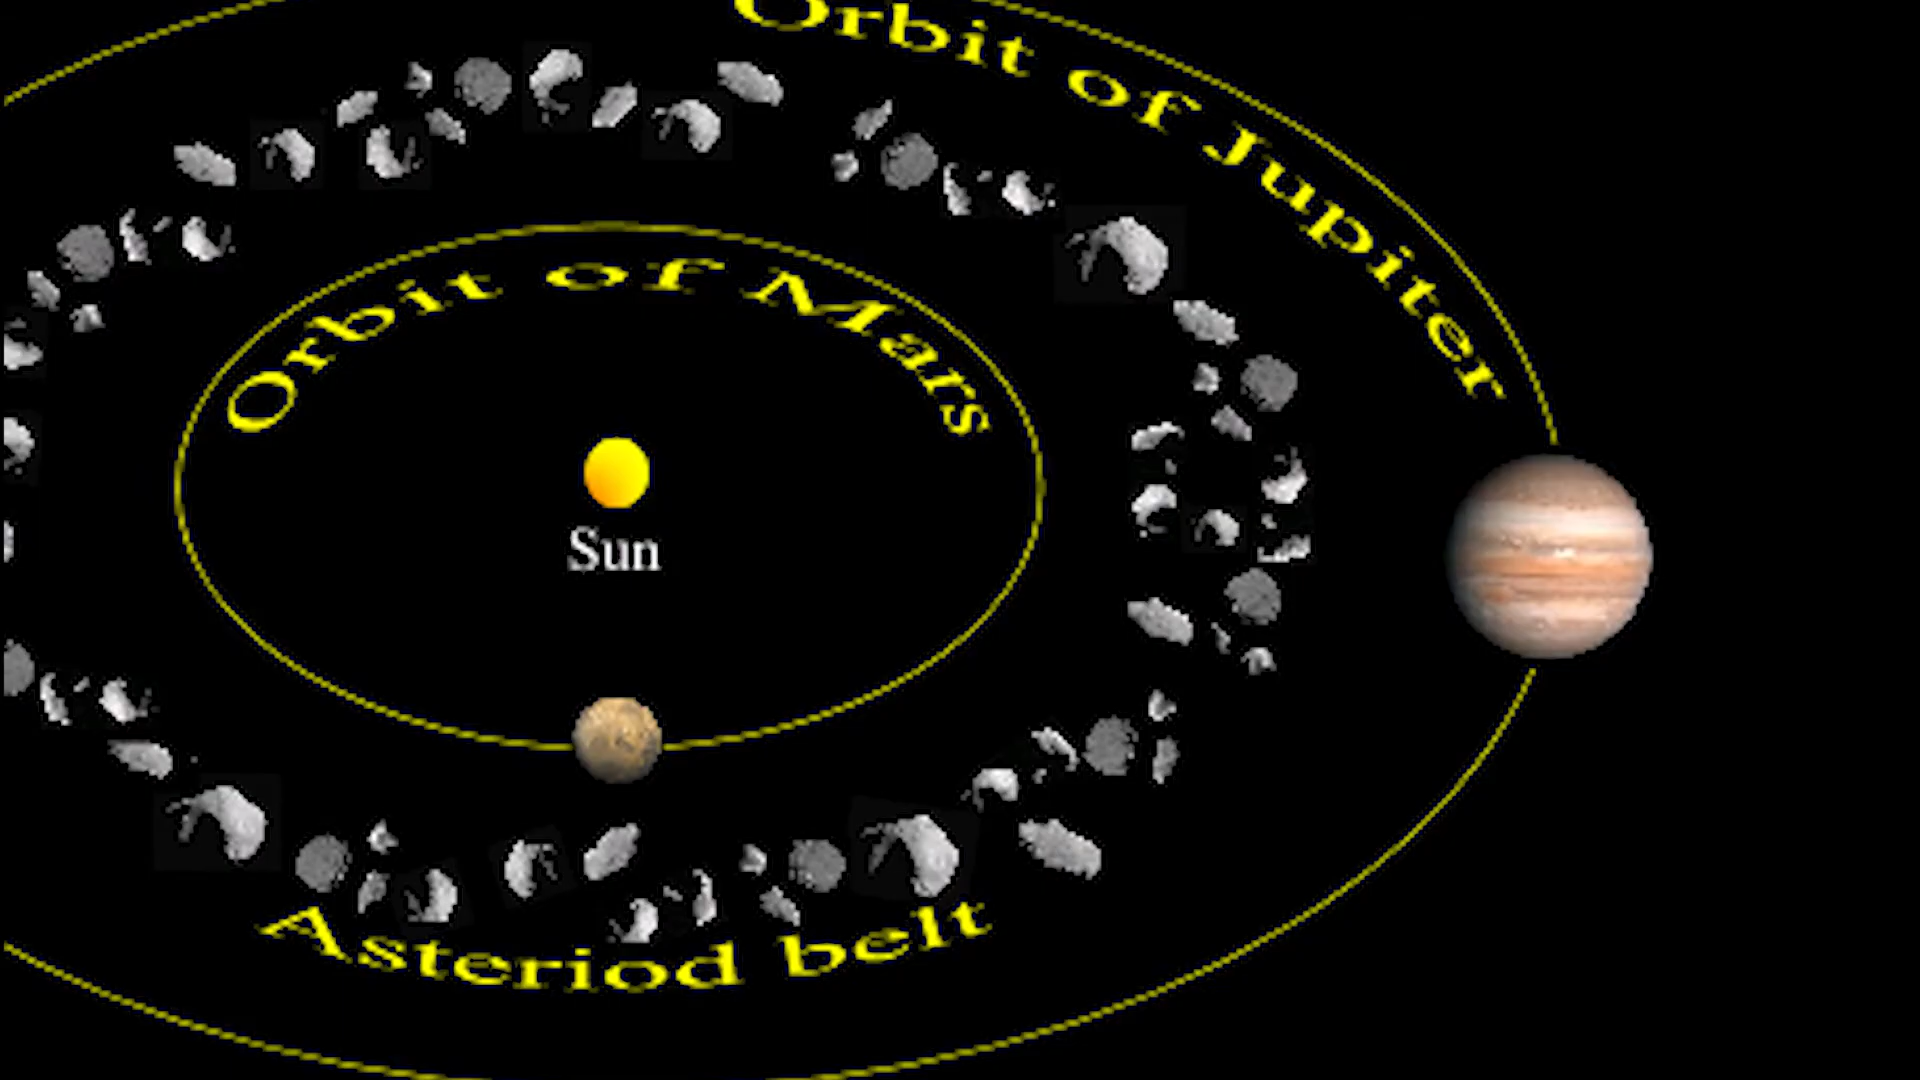 Orbit of Jupiter
Orbit of Mars
Sun
Asteriod belt